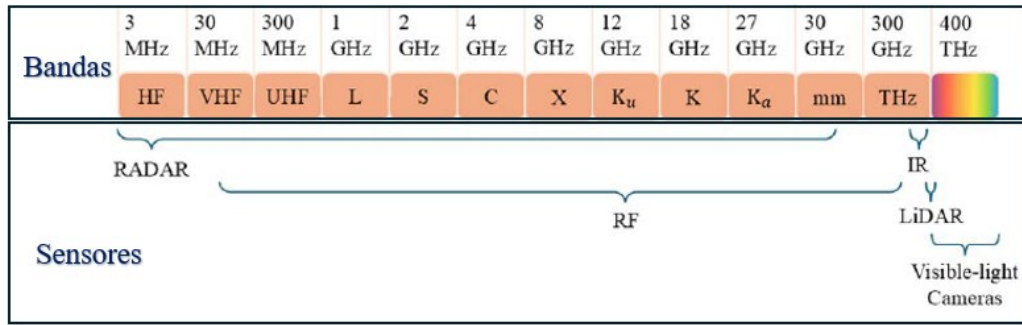 3 30 300 1 2 4 8 12 18 27 30 300 400
MHz MHz MHz GHz GHz GHz GHz GHz GHz GHz GHz GHz THz
Bandas
HF VHF UHF L S C X Kᵤ K Kₐ mm THz
RADAR IR
RF LiDAR
Sensores
Visible-light
Cameras